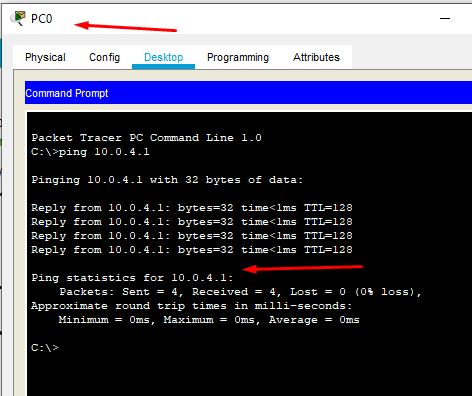 PC0
Physical Config Desktop Programming Attributes
Command Prompt
Packet Tracer PC Command Line 1.0
C:\>ping 10.0.4.1
Pinging 10.0.4.1 with 32 bytes of data:
Reply from 10.0.4.1: bytes=32 time<1ms TTL=128
Reply from 10.0.4.1: bytes=32 time<1ms TTL=128
Reply from 10.0.4.1: bytes=32 time<1ms TTL=128
Reply from 10.0.4.1: bytes=32 time<1ms TTL=128
Ping statistics for 10.0.4.1:
Packets: Sent = 4, Received = 4, Lost = 0 (0% loss),
Approximate round trip times in milli-seconds:
Minimum = 0ms, Maximum = 0ms, Average = 0ms
C:\>